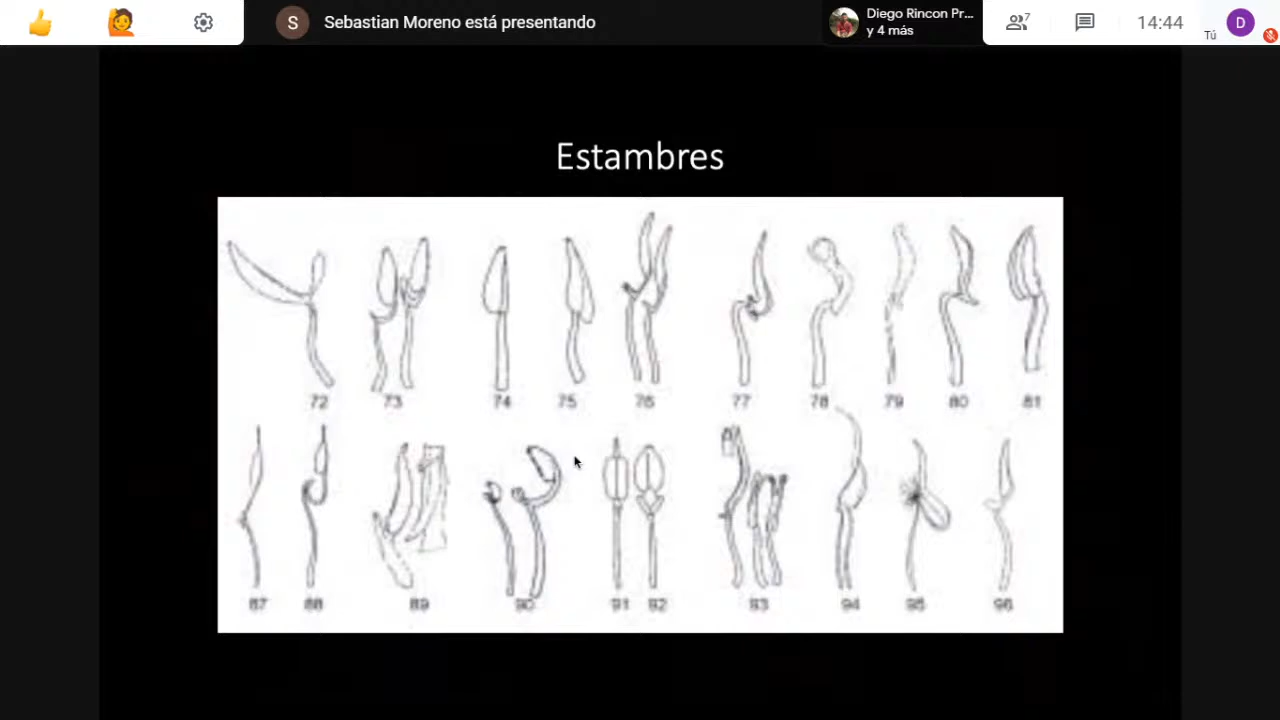 S
Sebastian Moreno está presentando
Diego Rincon Pr...
y 4 más
7
14:44
Tú
D
Estambres
72 73 74 75 76 77 78 79 80 81
87 88 89 90 91 92 93 94 95 96